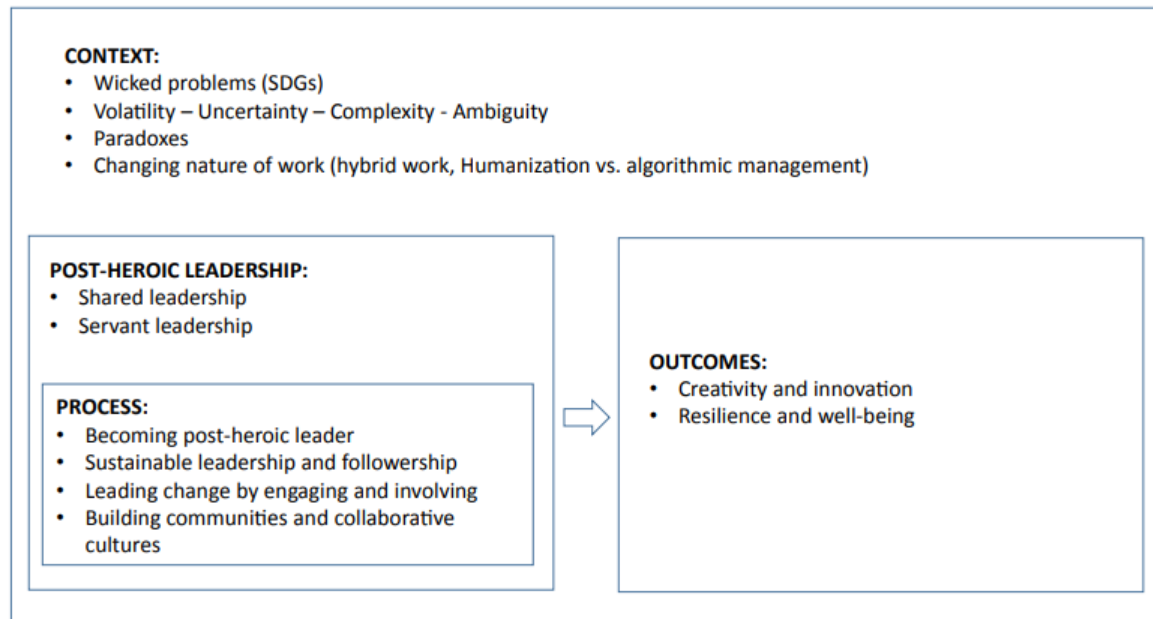 CONTEXT:
• Wicked problems (SDGs)
• Volatility – Uncertainty – Complexity - Ambiguity
• Paradoxes
• Changing nature of work (hybrid work, Humanization vs. algorithmic management)
POST-HEROIC LEADERSHIP:
• Shared leadership
• Servant leadership
PROCESS:
• Becoming post-heroic leader
• Sustainable leadership and followership
• Leading change by engaging and involving
• Building communities and collaborative
cultures
OUTCOMES:
• Creativity and innovation
• Resilience and well-being